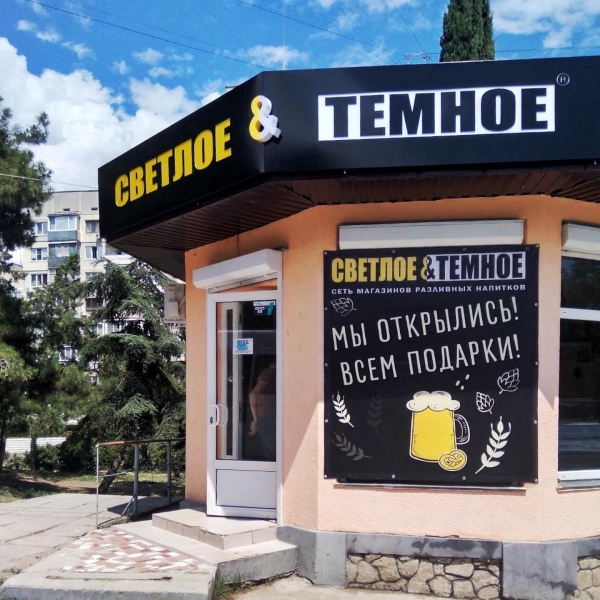 СВЕТЛОЕ & ТЕМНОЕ ®
СВЕТЛОЕ & ТЕМНОЕ
СЕТЬ МАГАЗИНОВ РАЗЛИВНЫХ НАПИТКОВ
МЫ ОТКРЫЛИСЬ!
ВСЕМ ПОДАРКИ!